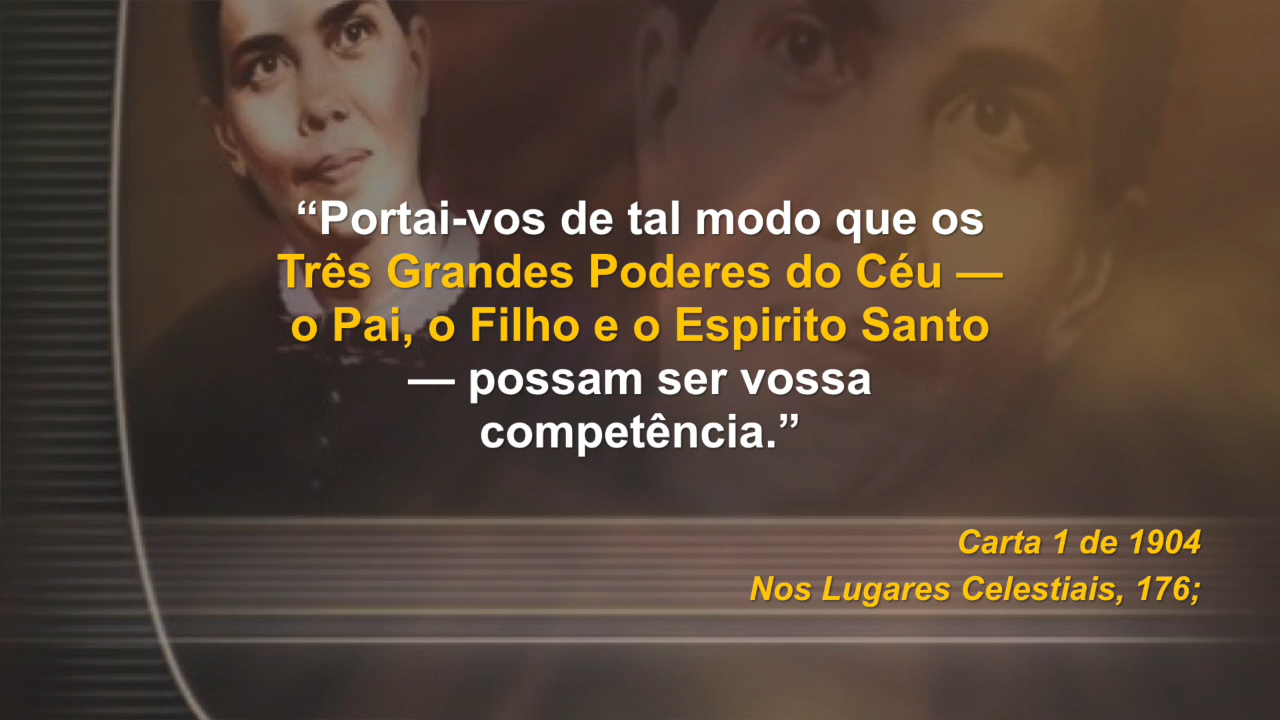 “Portai-vos de tal modo que os
Três Grandes Poderes do Céu —
o Pai, o Filho e o Espirito Santo
— possam ser vossa
competência.”
Carta 1 de 1904
Nos Lugares Celestiais, 176;